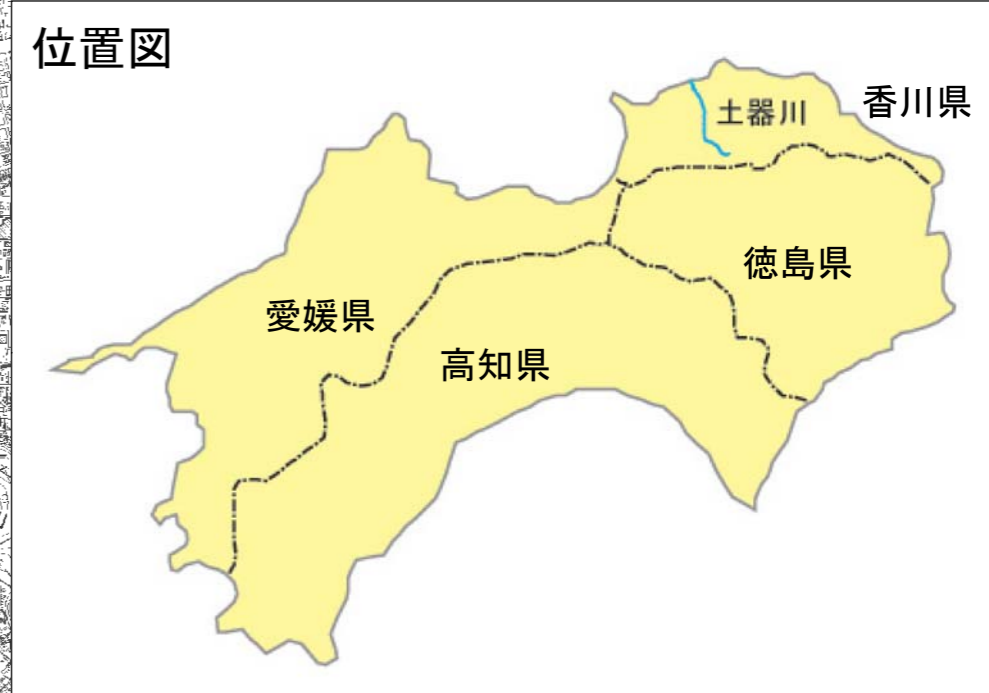 位置図
香川県
土器川
徳島県
愛媛県
高知県